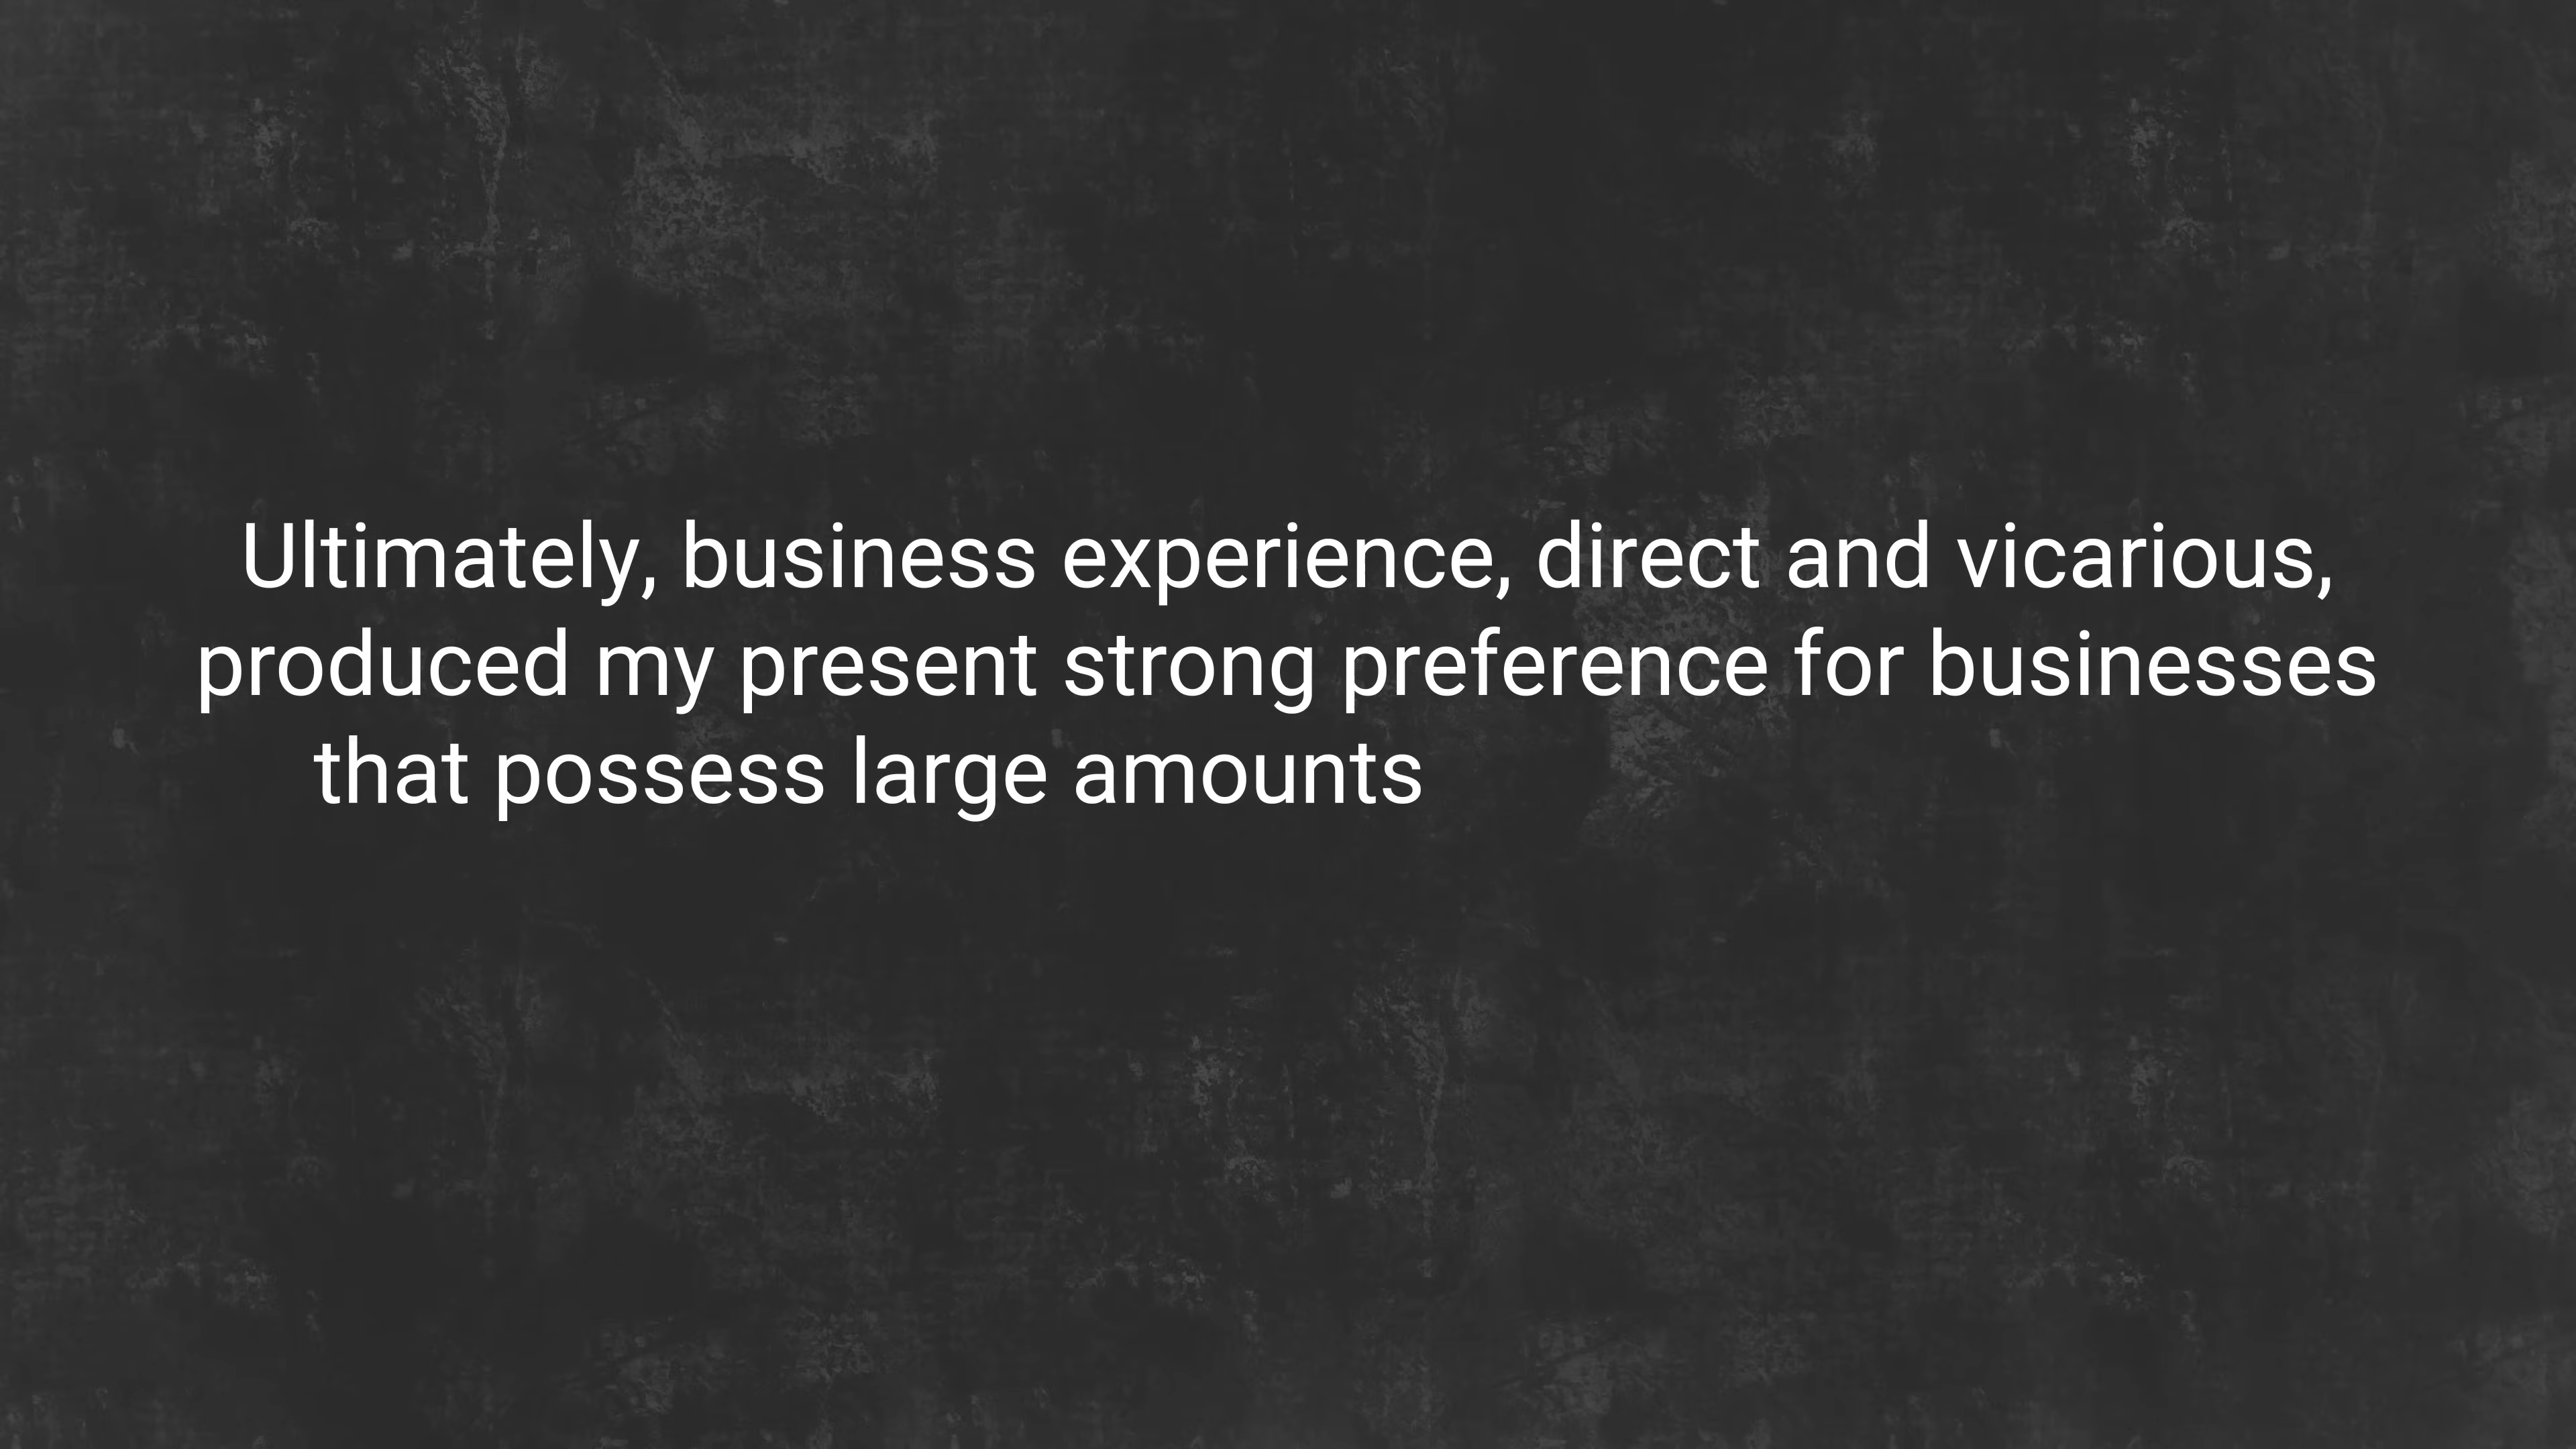 Ultimately, business experience, direct and vicarious,
produced my present strong preference for businesses
that possess large amounts